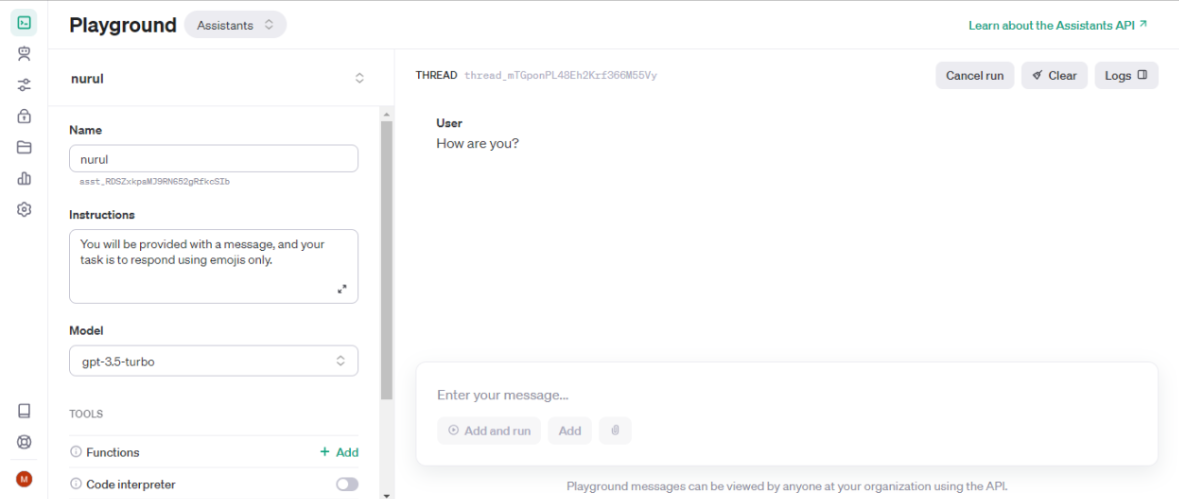 Playground
Assistants
Learn about the Assistants API
nurul
THREAD thread_mTGponPL48Eh2Krf366M55Vy
Cancel run
Clear
Logs
Name
nurul
asst_RDSZxkpaMJ9RN652gRfkcSIb
Instructions
You will be provided with a message, and your
task is to respond using emojis only.
Model
gpt-3.5-turbo
TOOLS
Functions
+ Add
Code interpreter
User
How are you?
Enter your message...
Add and run
Add
Playground messages can be viewed by anyone at your organization using the API.
M